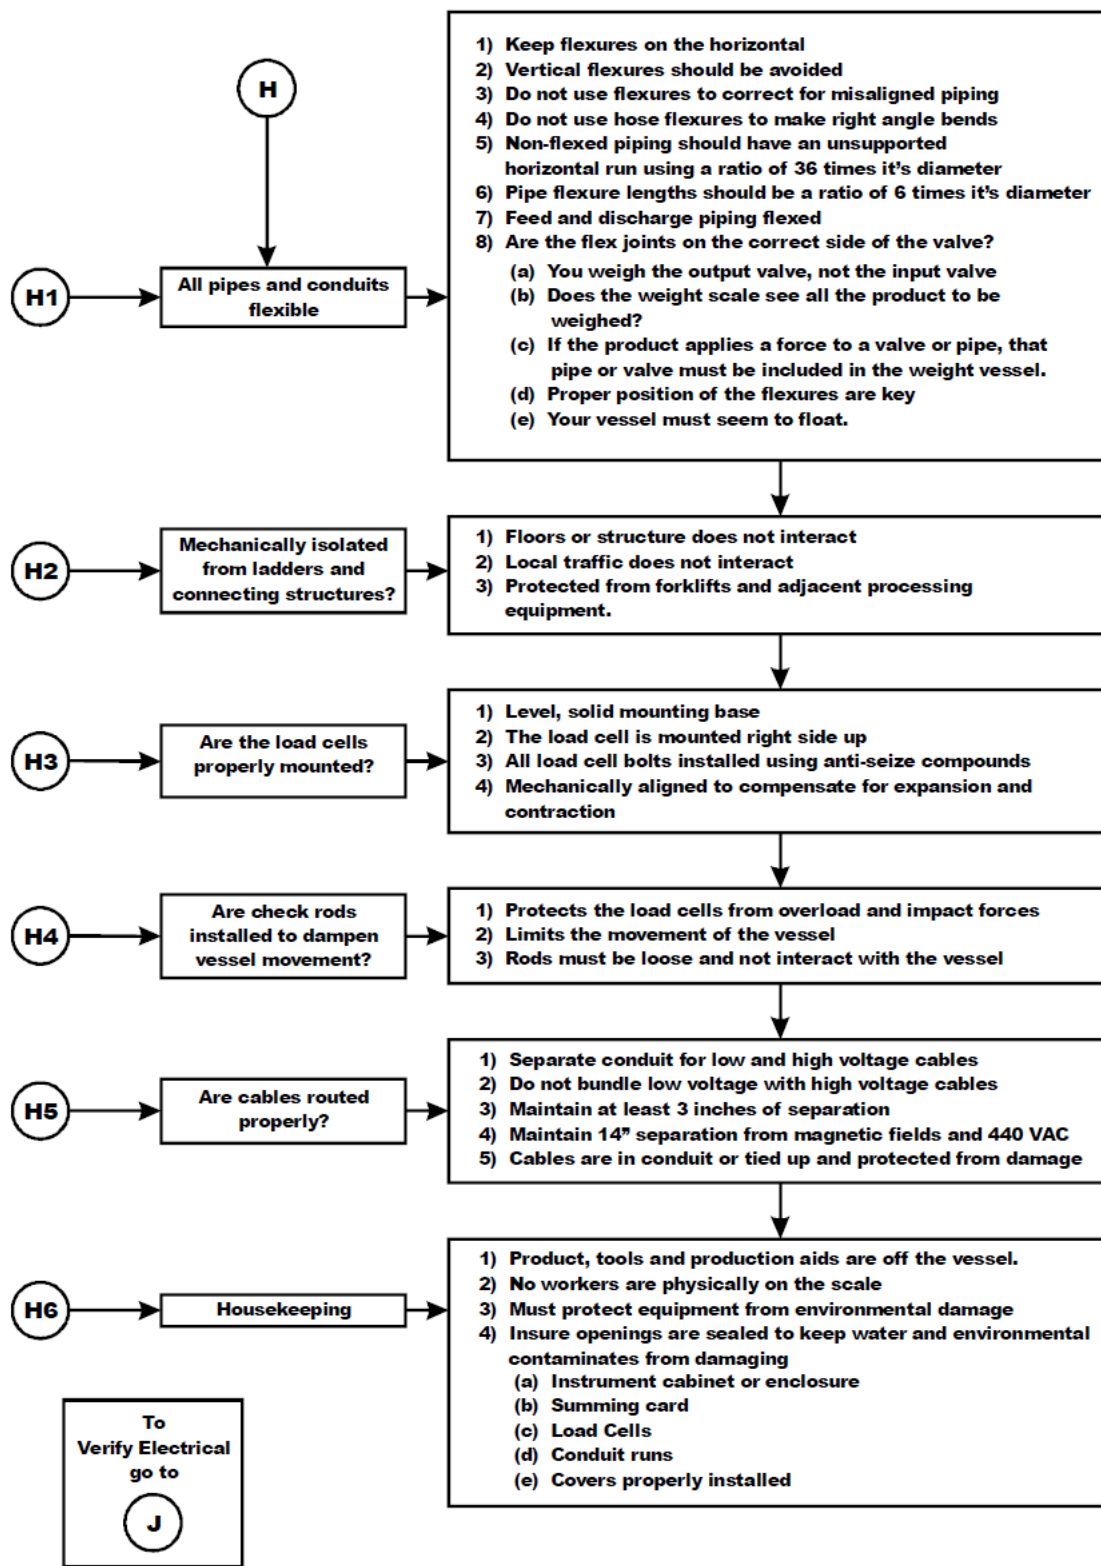 H
H1
All pipes and conduits
flexible
1) Keep flexures on the horizontal
2) Vertical flexures should be avoided
3) Do not use flexures to correct for misaligned piping
4) Do not use hose flexures to make right angle bends
5) Non-flexed piping should have an unsupported
horizontal run using a ratio of 36 times it's diameter
6) Pipe flexure lengths should be a ratio of 6 times it's diameter
7) Feed and discharge piping flexed
8) Are the flex joints on the correct side of the valve?
(a) You weigh the output valve, not the input valve
(b) Does the weight scale see all the product to be
weighed?
(c) If the product applies a force to a valve or pipe, that
pipe or valve must be included in the weight vessel.
(d) Proper position of the flexures are key
(e) Your vessel must seem to float.
H2
Mechanically isolated
from ladders and
connecting structures?
1) Floors or structure does not interact
2) Local traffic does not interact
3) Protected from forklifts and adjacent processing
equipment.
H3
Are the load cells
properly mounted?
1) Level, solid mounting base
2) The load cell is mounted right side up
3) All load cell bolts installed using anti-seize compounds
4) Mechanically aligned to compensate for expansion and
contraction
H4
Are check rods
installed to dampen
vessel movement?
1) Protects the load cells from overload and impact forces
2) Limits the movement of the vessel
3) Rods must be loose and not interact with the vessel
H5
Are cables routed
properly?
1) Separate conduit for low and high voltage cables
2) Do not bundle low voltage with high voltage cables
3) Maintain at least 3 inches of separation
4) Maintain 14" separation from magnetic fields and 440 VAC
5) Cables are in conduit or tied up and protected from damage
H6
Housekeeping
1) Product, tools and production aids are off the vessel.
2) No workers are physically on the scale
3) Must protect equipment from environmental damage
4) Insure openings are sealed to keep water and environmental
contaminates from damaging
(a) Instrument cabinet or enclosure
(b) Summing card
(c) Load Cells
(d) Conduit runs
(e) Covers properly installed
To
Verify Electrical
go to
J